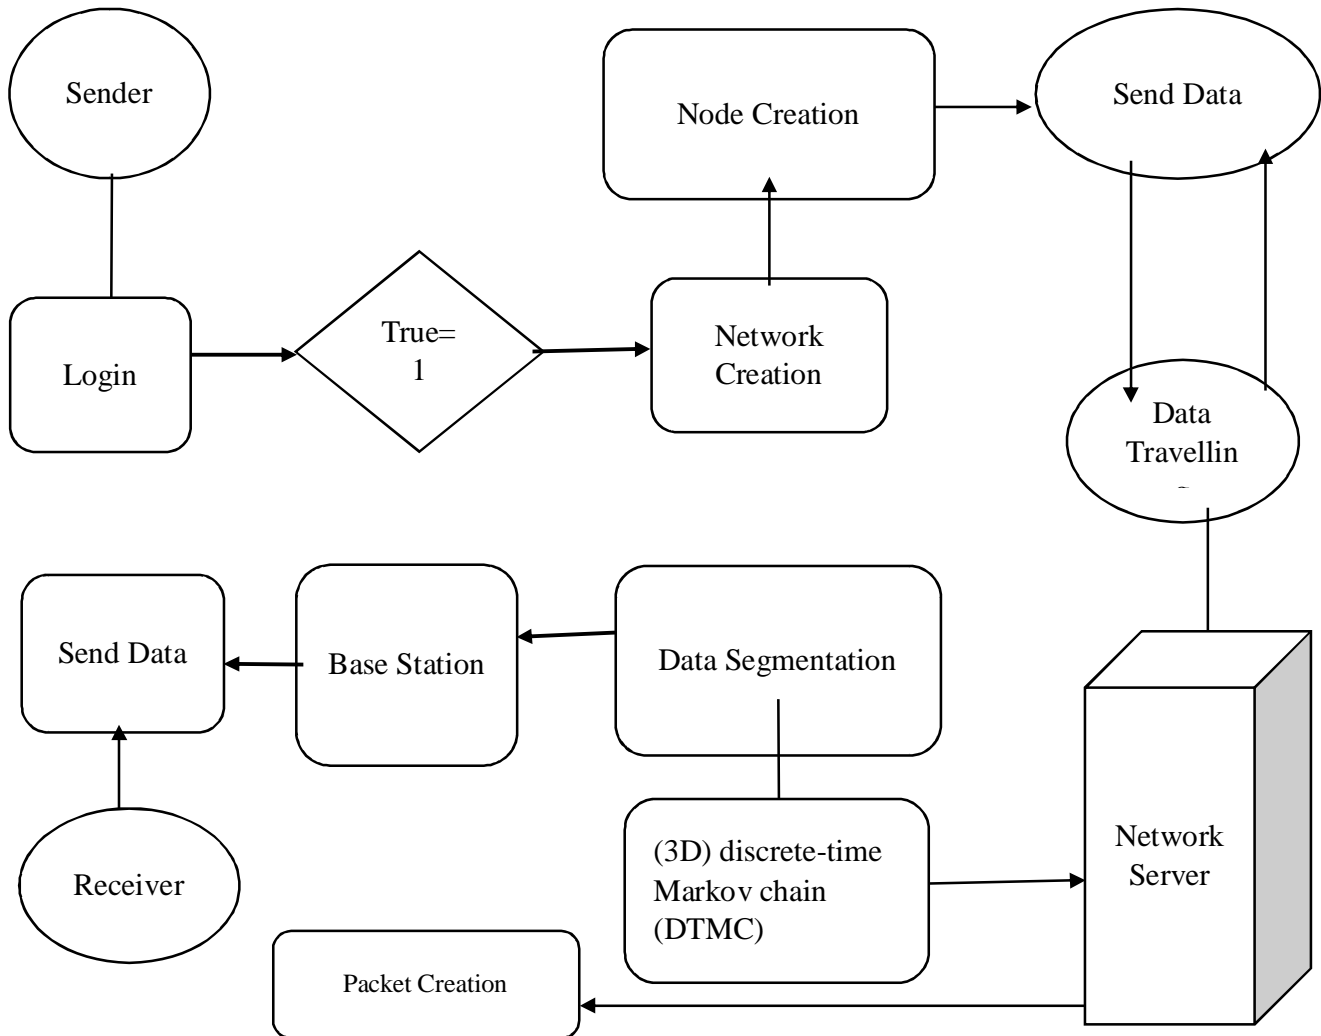 Sender
Node Creation
Send Data
True=
1
Network
Creation
Login
Data
Travellin
Send Data
Base Station
Data Segmentation
(3D) discrete-time
Markov chain
(DTMC)
Network
Server
Receiver
Packet Creation